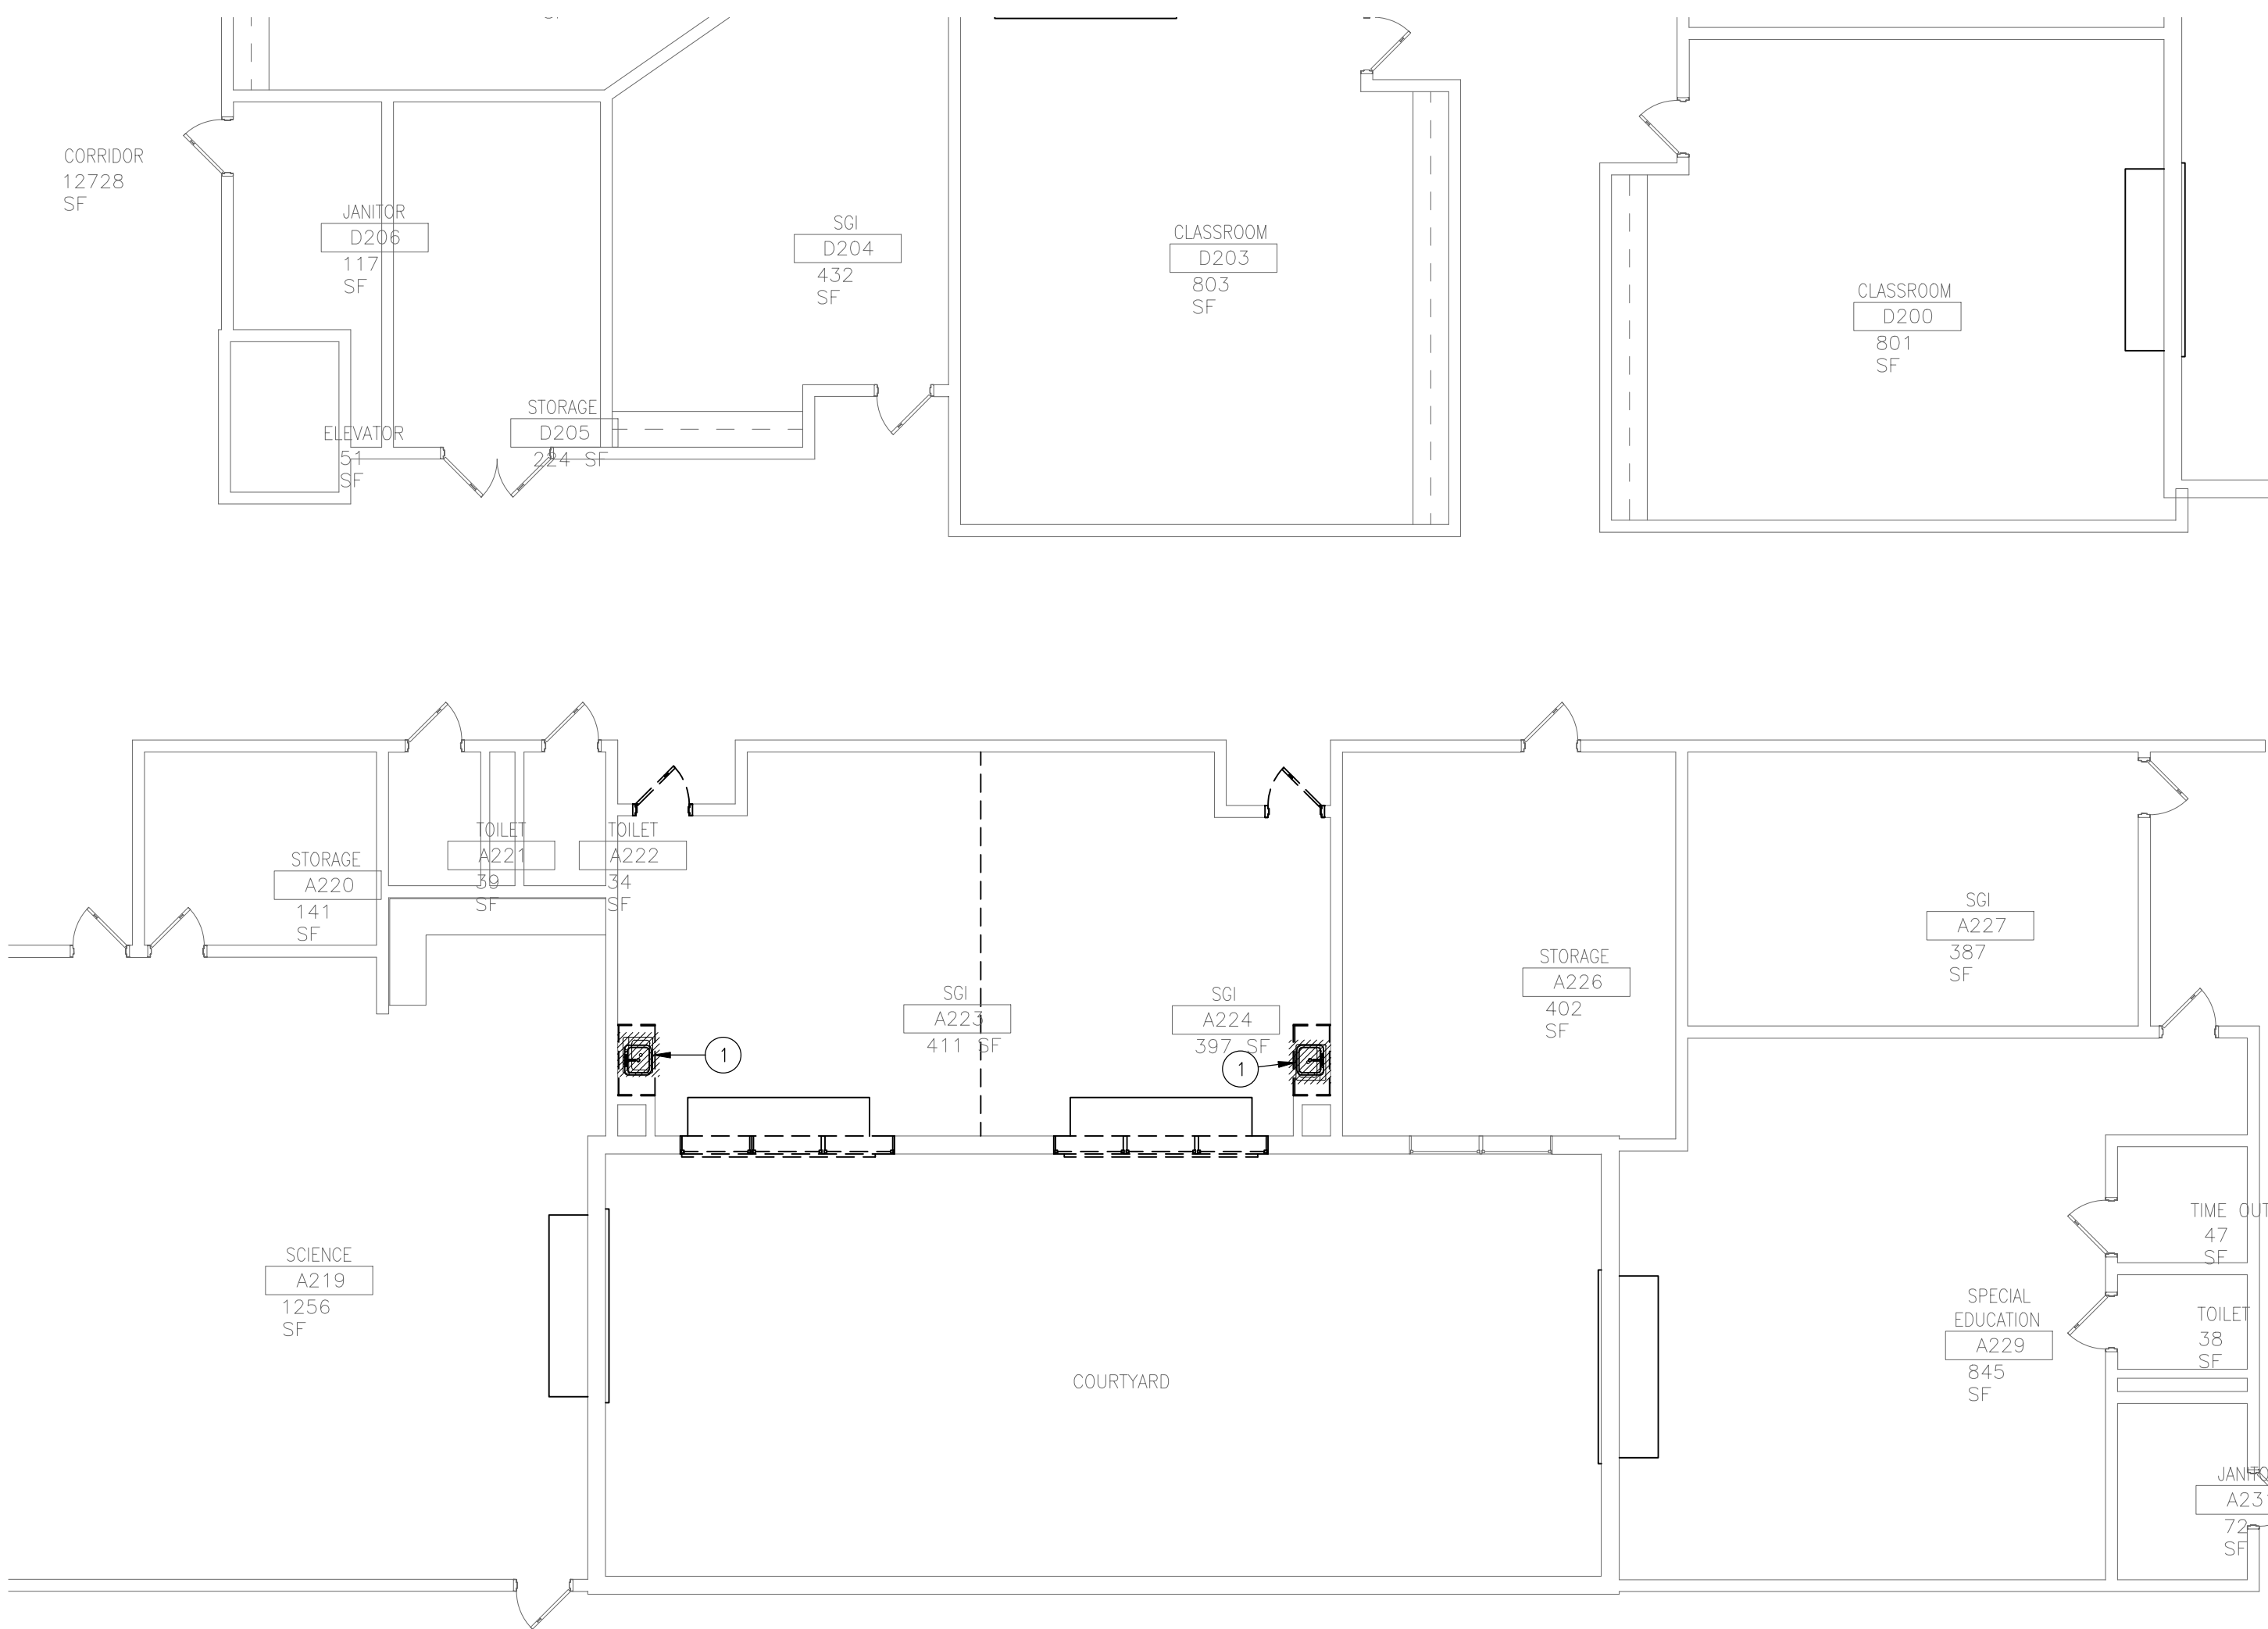 CORRIDOR
12728
SF
JANITOR
D206
117
SF
SGI
D204
432
SF
CLASSROOM
D203
803
SF
CLASSROOM
D200
801
SF
ELEVATOR
51
SF
STORAGE
D205
224 SF
STORAGE
A220
141
SF
TOILET
A221
39
SF
TOILET
A222
34
SF
SGI
A223
411 SF
SGI
A224
397 SF
1
1
STORAGE
A226
402
SF
SGI
A227
387
SF
SCIENCE
A219
1256
SF
COURTYARD
SPECIAL
EDUCATION
A229
845
SF
TIME OUT
47
SF
TOILET
38
SF
A23
72
SF